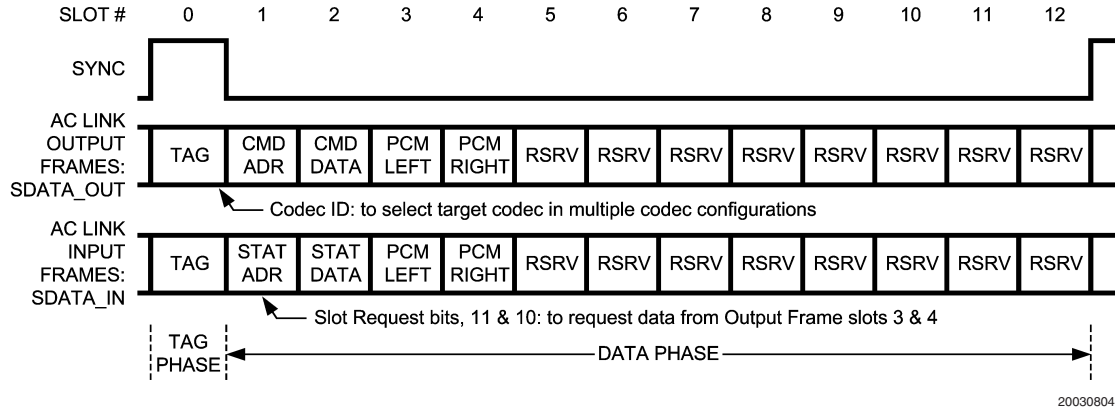 SLOT # 0 1 2 3 4 5 6 7 8 9 10 11 12
SYNC
AC LINK
OUTPUT
FRAMES:
SDATA_OUT
TAG
CMD
ADR
CMD
DATA
PCM
LEFT
PCM
RIGHT
RSRV RSRV RSRV RSRV RSRV RSRV RSRV RSRV
Codec ID: to select target codec in multiple codec configurations
AC LINK
INPUT
FRAMES:
SDATA_IN
TAG
STAT
ADR
STAT
DATA
PCM
LEFT
PCM
RIGHT
RSRV RSRV RSRV RSRV RSRV RSRV RSRV RSRV
Slot Request bits, 11 & 10: to request data from Output Frame slots 3 & 4
TAG
PHASE
DATA PHASE
20030804